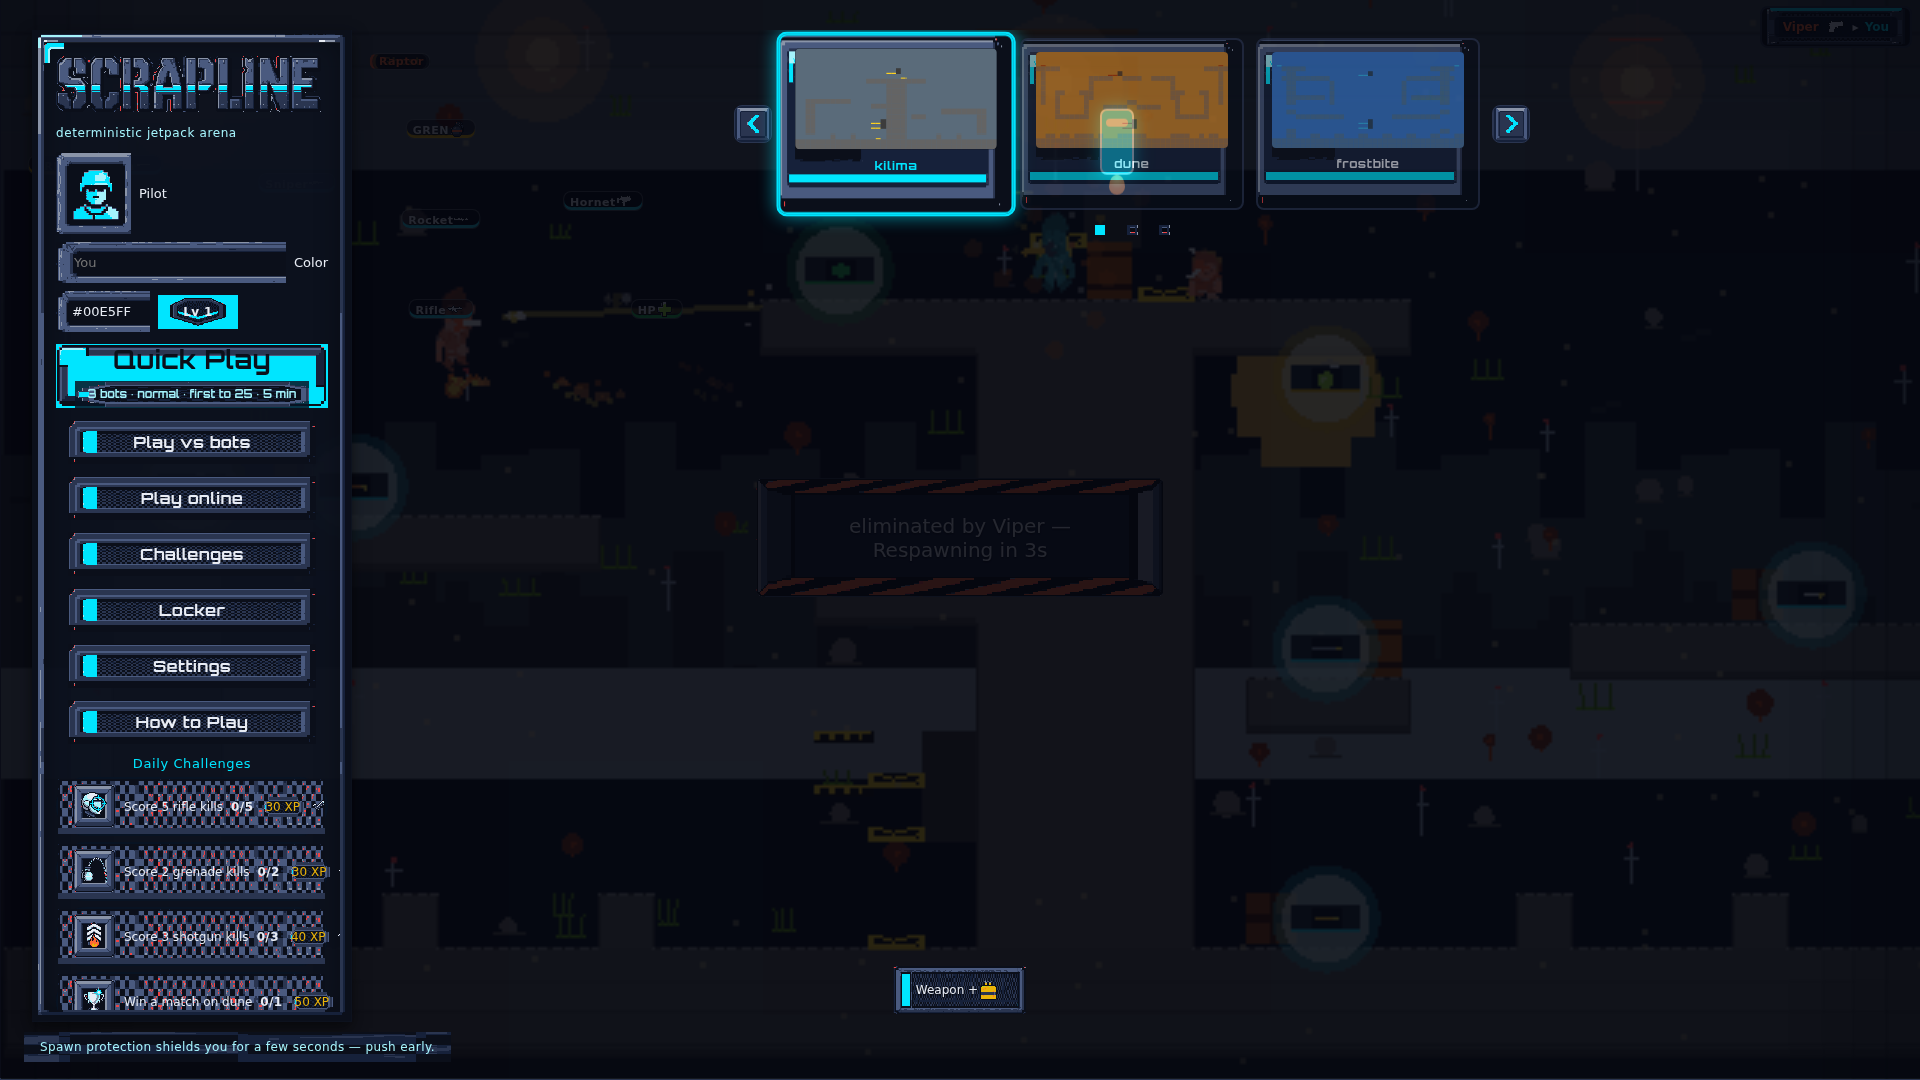 SCRAPLINE
deterministic jetpack arena
Pilot
You
Color
#00E5FF
Lv 1
Quick Play
3 bots · normal · first to 25 · 5 min
Play vs bots
Play online
Challenges
Locker
Settings
How to Play
Daily Challenges
Score 5 rifle kills 0/5 30 XP
Score 2 grenade kills 0/2 30 XP
Score 3 shotgun kills 0/3 40 XP
Win a match on dune 0/1 50 XP
Spawn protection shields you for a few seconds — push early.
kilima
dune
frostbite
Viper ▸ You
Raptor
GREN
Hornet
Rocket
Rifle
HP
eliminated by Viper —
Respawning in 3s
Weapon +